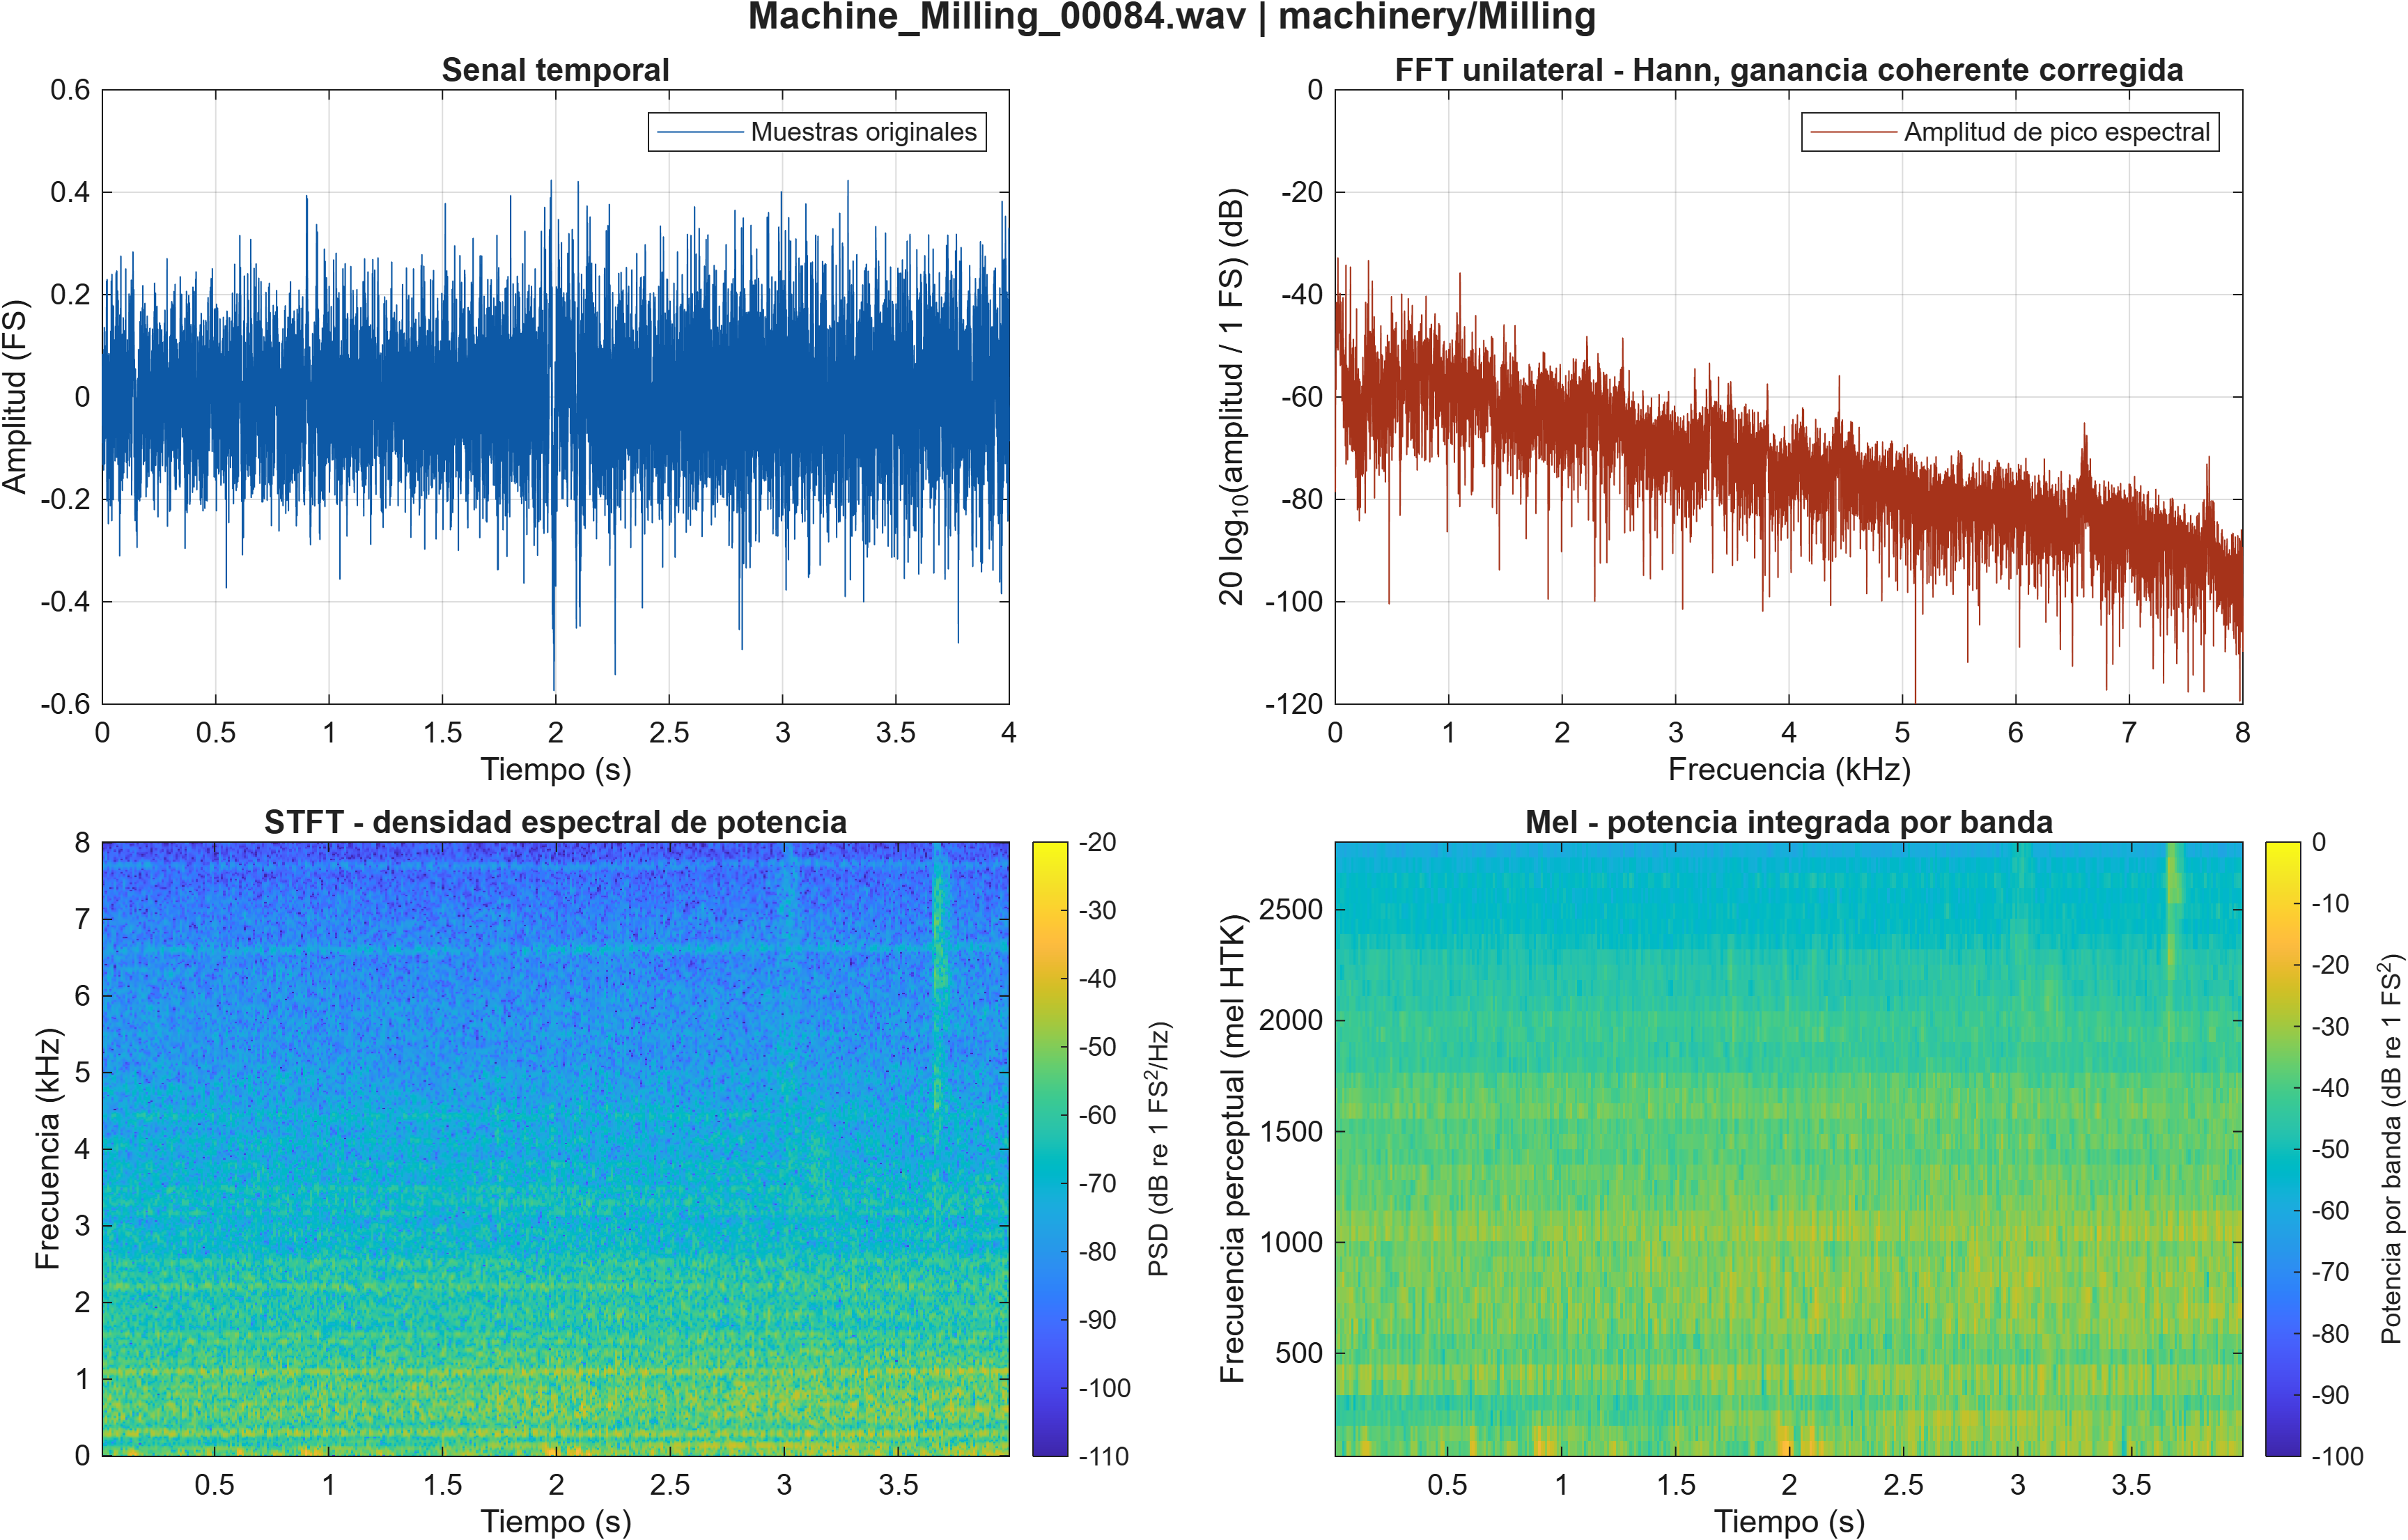 Machine_Milling_00084.wav | machinery/Milling
Senal temporal
0.6
0.4
0.2
0
-0.2
-0.4
-0.6
Amplitud (FS)
Muestras originales
0 0.5 1 1.5 2 2.5 3 3.5 4
Tiempo (s)
FFT unilateral - Hann, ganancia coherente corregida
0
-20
-40
-60
-80
-100
-120
20 log10(amplitud / 1 FS) (dB)
Amplitud de pico espectral
0 1 2 3 4 5 6 7 8
Frecuencia (kHz)
STFT - densidad espectral de potencia
8
7
6
5
4
3
2
1
0
Frecuencia (kHz)
0.5 1 1.5 2 2.5 3 3.5
Tiempo (s)
-20
-30
-40
-50
-60
-70
-80
-90
-100
-110
PSD (dB re 1 FS²/Hz)
Mel - potencia integrada por banda
2500
2000
1500
1000
500
Frecuencia perceptual (mel HTK)
0.5 1 1.5 2 2.5 3 3.5
Tiempo (s)
0
-10
-20
-30
-40
-50
-60
-70
-80
-90
-100
Potencia por banda (dB re 1 FS²)